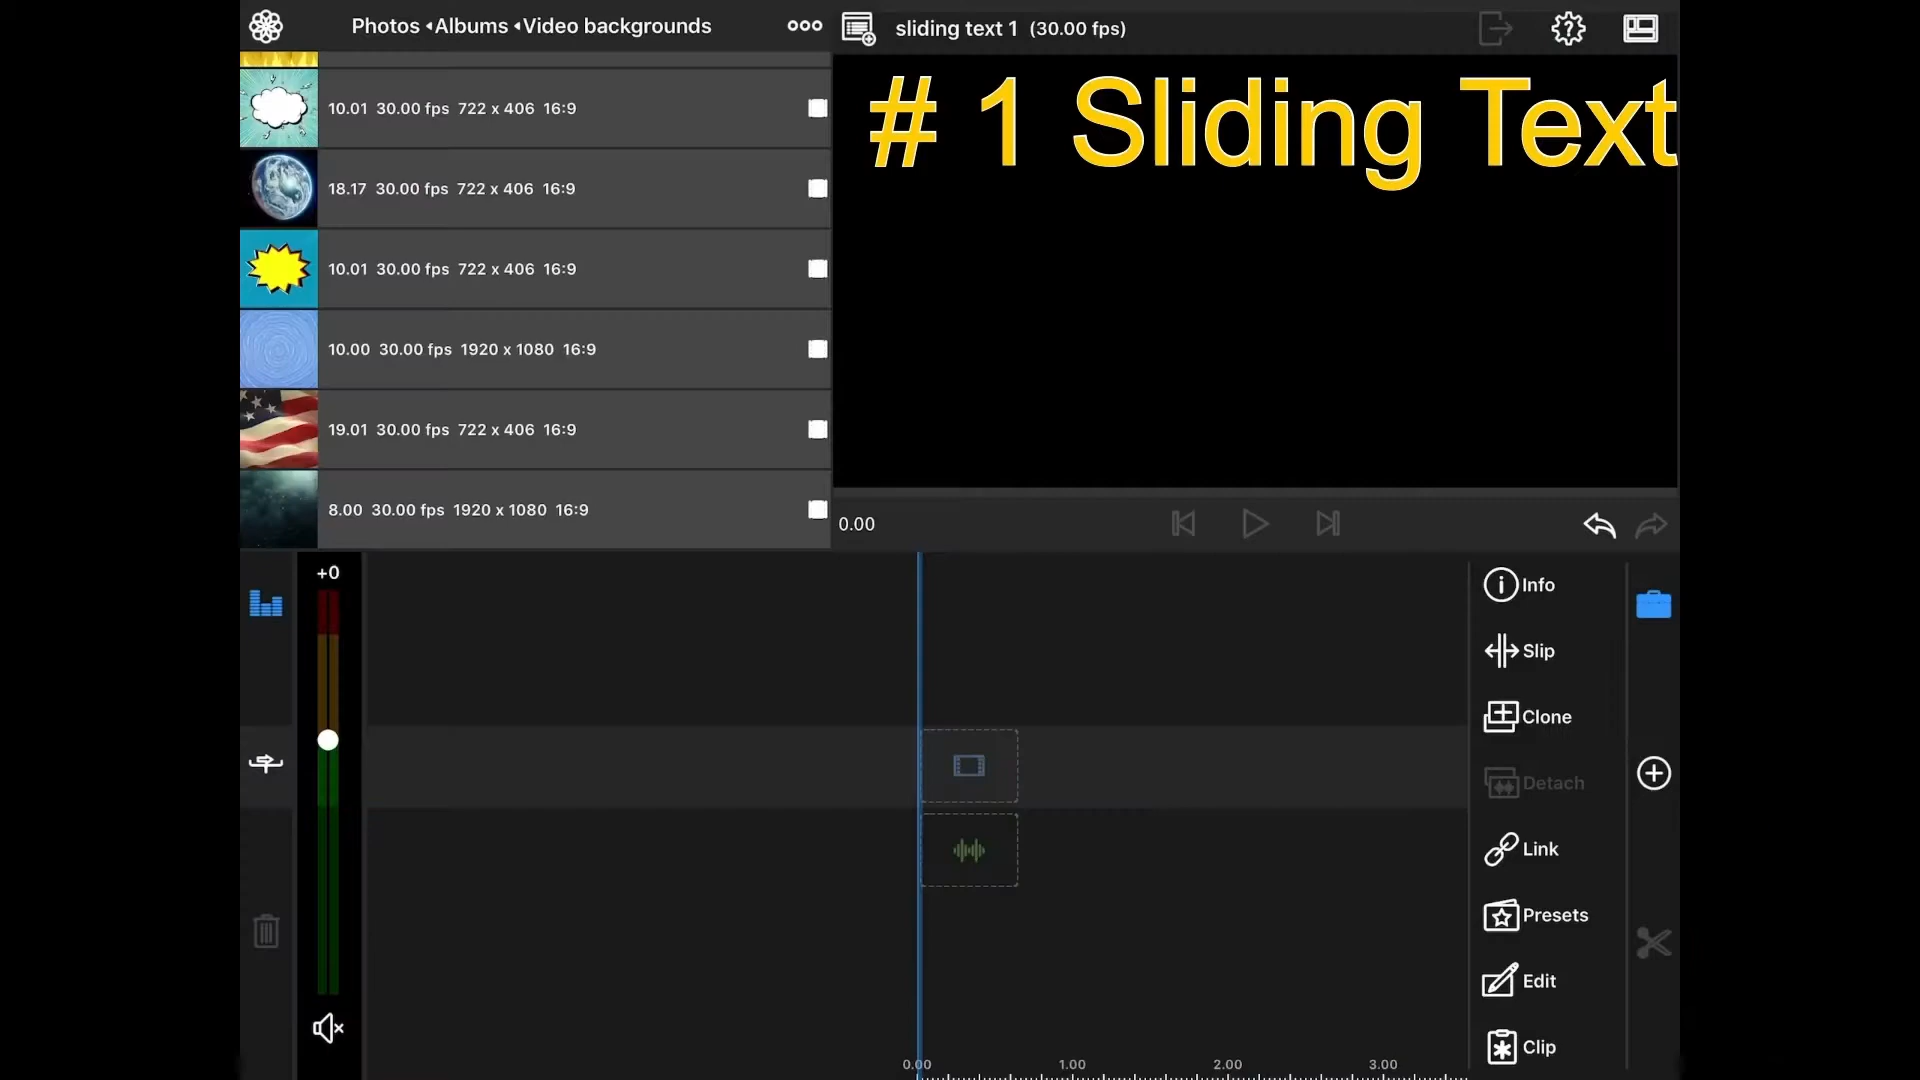 Photos ◂Albums ◂Video backgrounds
sliding text 1 (30.00 fps)
# 1 Sliding Text
10.01 30.00 fps 722 x 406 16:9
18.17 30.00 fps 722 x 406 16:9
10.01 30.00 fps 722 x 406 16:9
10.00 30.00 fps 1920 x 1080 16:9
19.01 30.00 fps 722 x 406 16:9
8.00 30.00 fps 1920 x 1080 16:9
0.00
+0
Info
Slip
Clone
Detach
Link
Presets
Edit
Clip
0.00 1.00 2.00 3.00